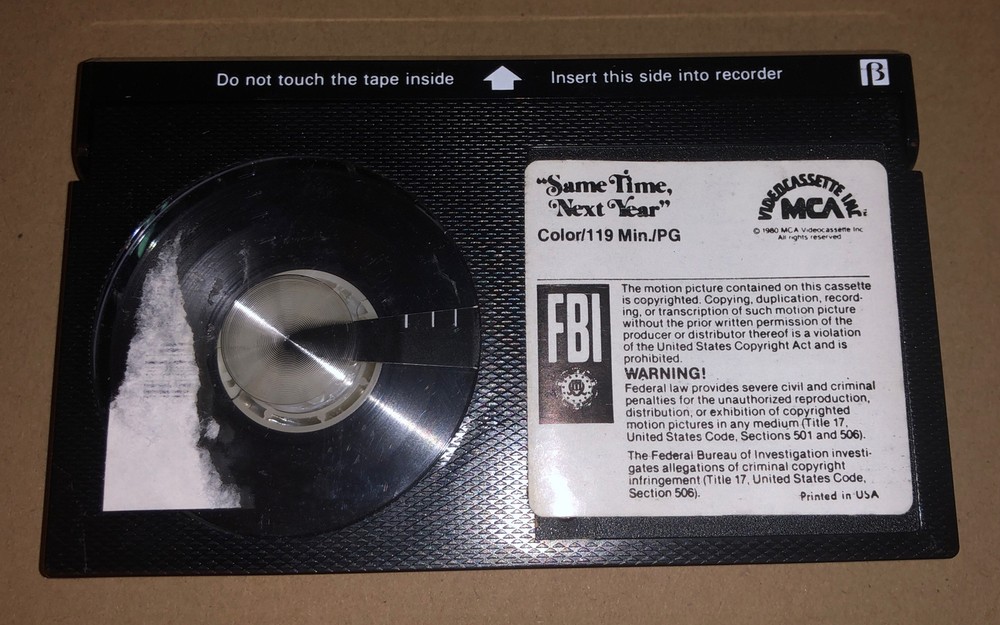 Do not touch the tape inside
Insert this side into recorder
β
“Same Time,
Next Year”
Color/119 Min./PG
VIDEOCASSETTE INC.
MCA
© 1980 MCA Videocassette Inc
All rights reserved
FBI
The motion picture contained on this cassette
is copyrighted. Copying, duplication, record-
ing, or transcription of such motion picture
without the prior written permission of the
producer or distributor thereof is a violation
of the United States Copyright Act and is
prohibited.
WARNING!
Federal law provides severe civil and criminal
penalties for the unauthorized reproduction,
distribution, or exhibition of copyrighted
motion pictures in any medium (Title 17,
United States Code, Sections 501 and 506).
The Federal Bureau of Investigation investi-
gates allegations of criminal copyright
infringement (Title 17, United States Code,
Section 506).
Printed in USA